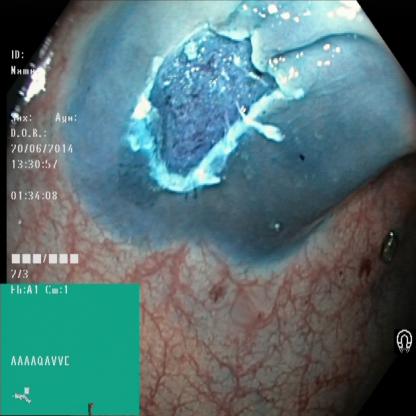 ID:
Name:
Sex: Age:
D.O.B.:
20/06/2014
13:30:57
01:34:08
■■■/■■■
2/3
Eh:A1 Cm:1
AAAAQAVVC